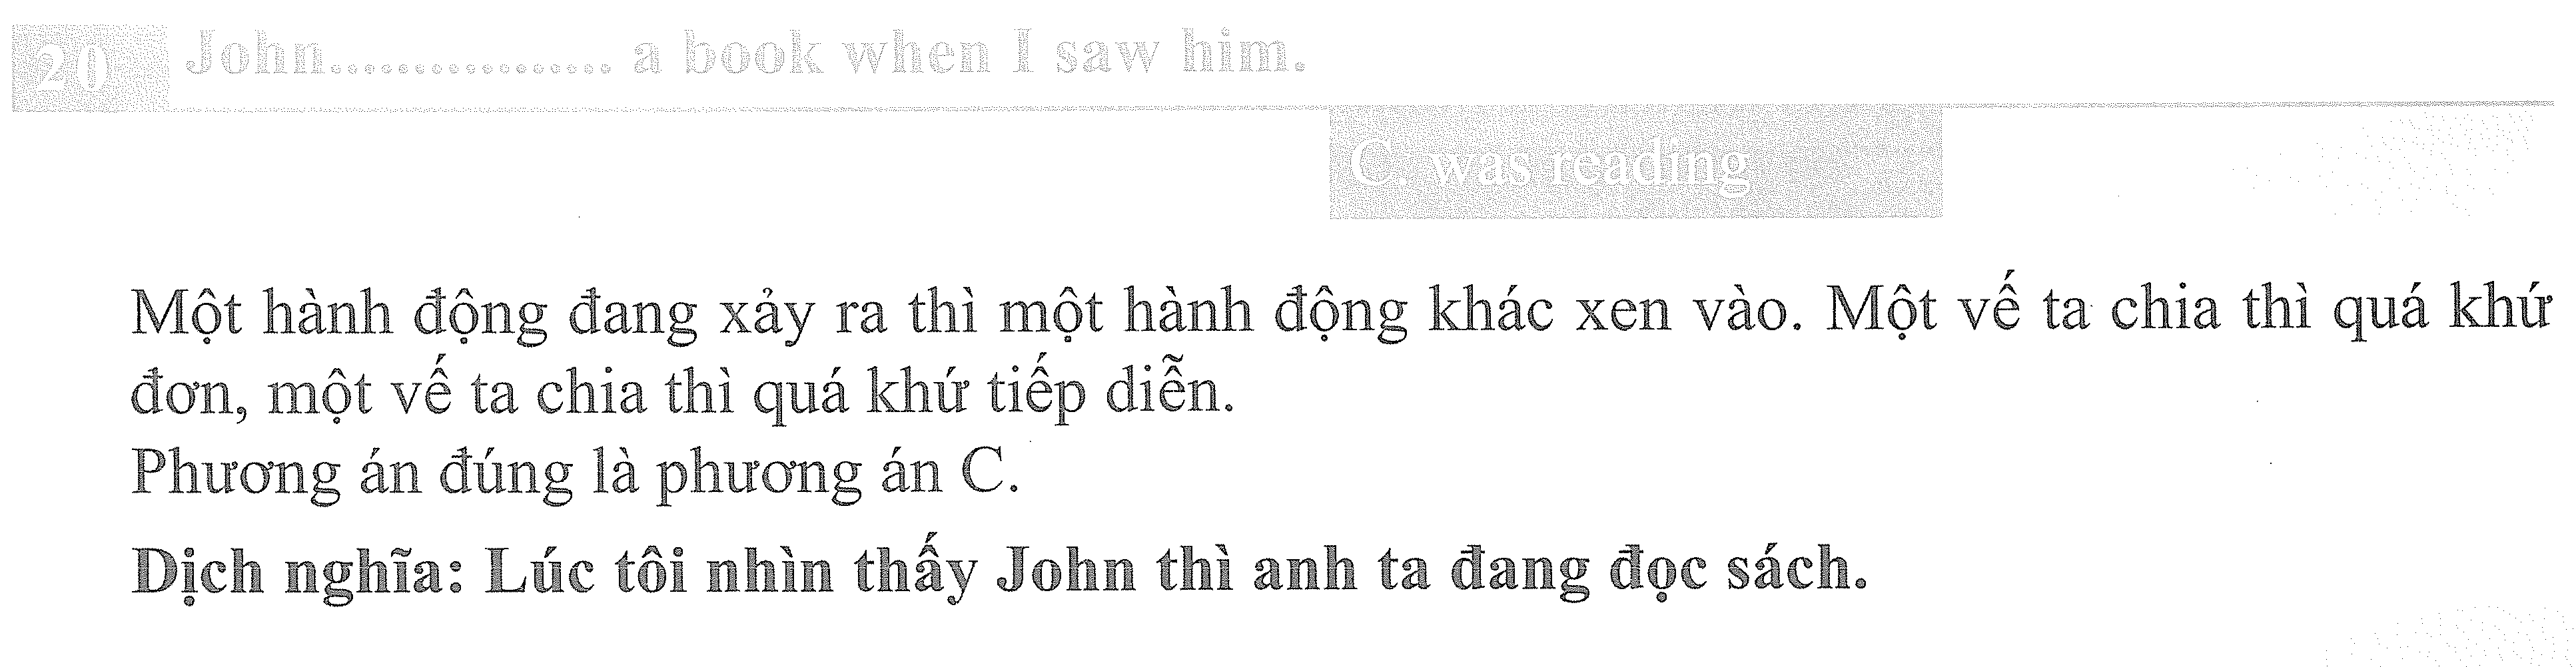 20 John................. a book when I saw him.
C. was reading
Một hành động đang xảy ra thì một hành động khác xen vào. Một vế ta chia thì quá khứ
đơn, một vế ta chia thì quá khứ tiếp diễn.
Phương án đúng là phương án C.
Dịch nghĩa: Lúc tôi nhìn thấy John thì anh ta đang đọc sách.